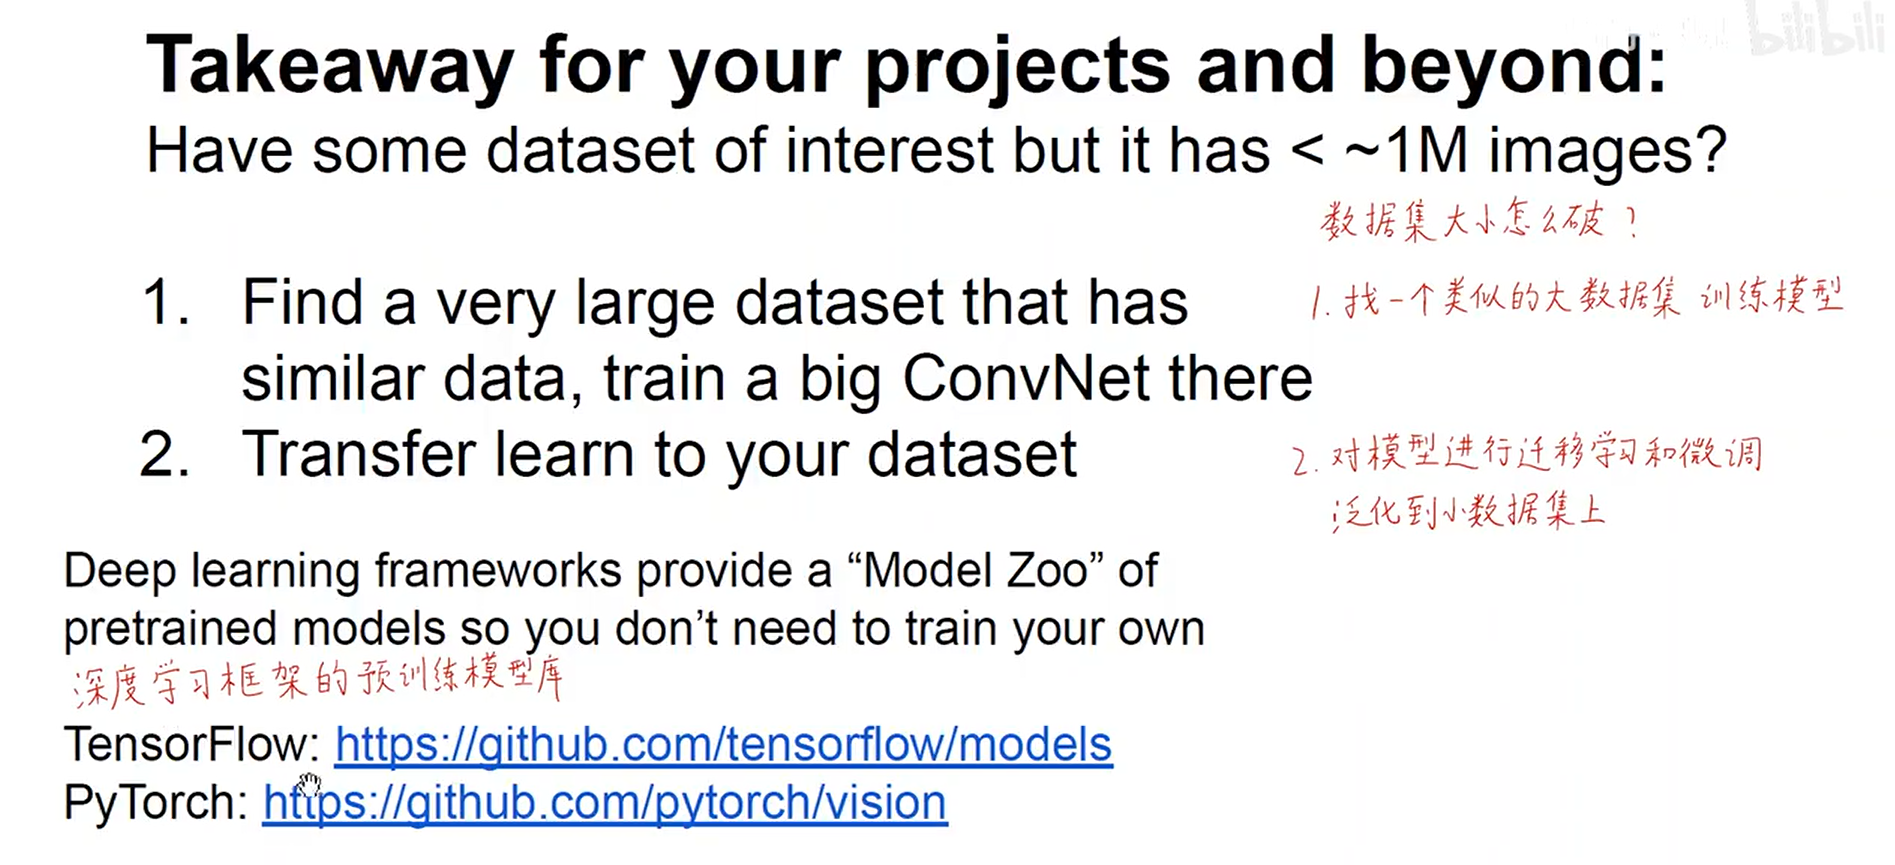 bilibili
Takeaway for your projects and beyond:
Have some dataset of interest but it has < ~1M images?
数据集大小怎么破？
1. Find a very large dataset that has
similar data, train a big ConvNet there
1. 找一个类似的大数据集 训练模型
2. Transfer learn to your dataset
2. 对模型进行迁移学习和微调
泛化到小数据集上
Deep learning frameworks provide a “Model Zoo” of
pretrained models so you don’t need to train your own
深度学习框架的预训练模型库
TensorFlow: https://github.com/tensorflow/models
PyTorch: https://github.com/pytorch/vision